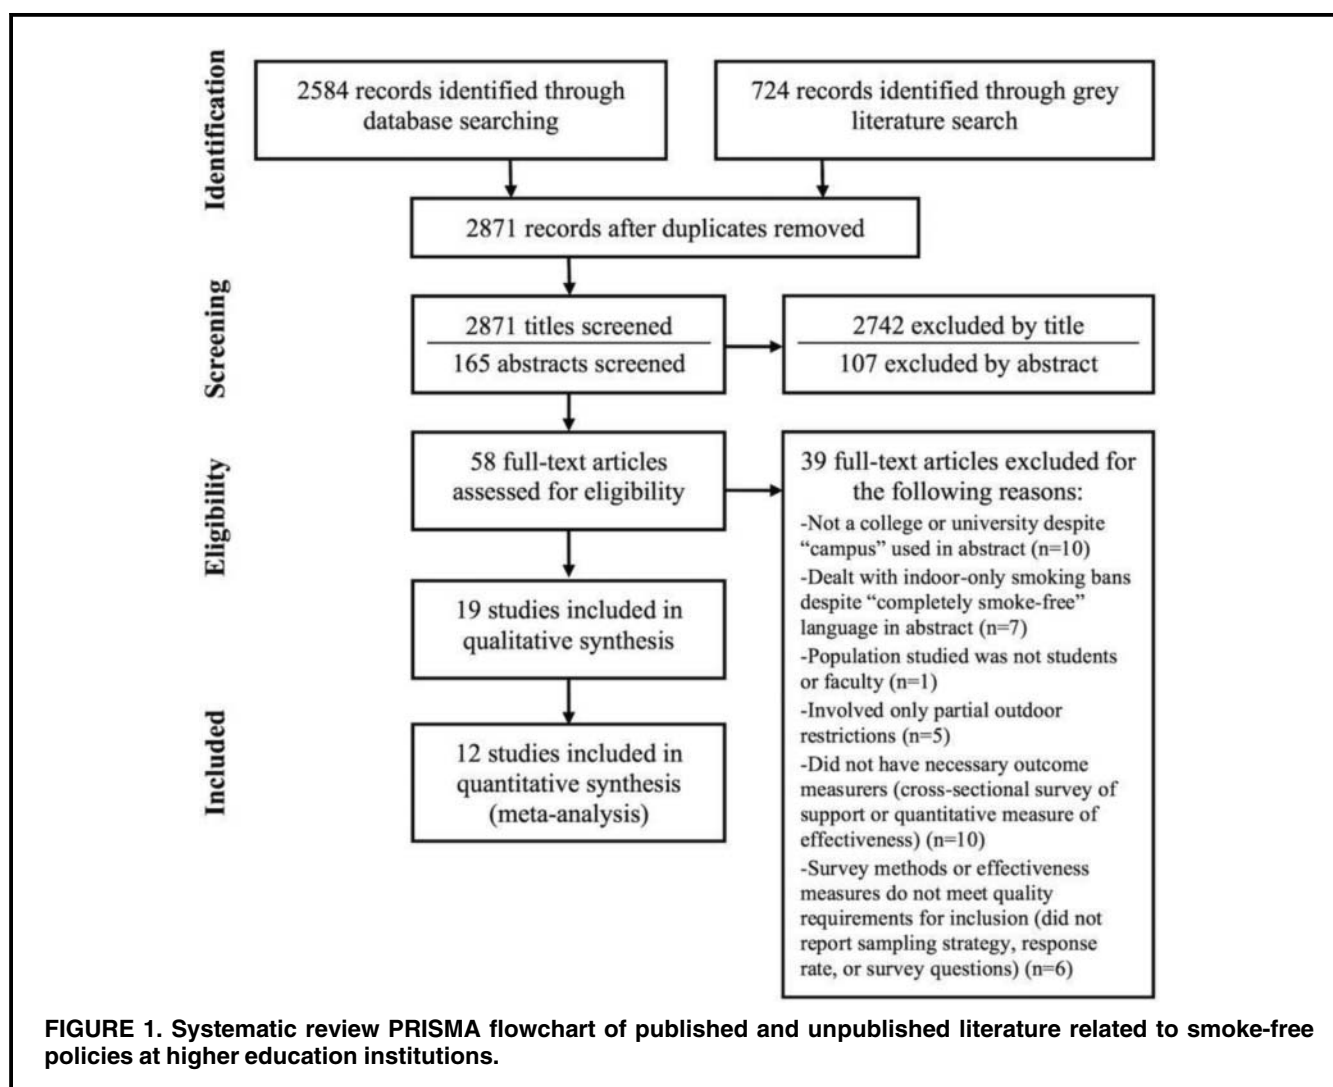 Identification
2584 records identified through
database searching
724 records identified through grey
literature search
2871 records after duplicates removed
Screening
2871 titles screened
165 abstracts screened
2742 excluded by title
107 excluded by abstract
Eligibility
58 full-text articles
assessed for eligibility
39 full-text articles excluded for
the following reasons:
-Not a college or university despite
“campus” used in abstract (n=10)
-Dealt with indoor-only smoking bans
despite “completely smoke-free”
language in abstract (n=7)
-Population studied was not students
or faculty (n=1)
-Involved only partial outdoor
restrictions (n=5)
-Did not have necessary outcome
measurers (cross-sectional survey of
support or quantitative measure of
effectiveness) (n=10)
-Survey methods or effectiveness
measures do not meet quality
requirements for inclusion (did not
report sampling strategy, response
rate, or survey questions) (n=6)
19 studies included in
qualitative synthesis
Included
12 studies included in
quantitative synthesis
(meta-analysis)
FIGURE 1. Systematic review PRISMA flowchart of published and unpublished literature related to smoke-free
policies at higher education institutions.